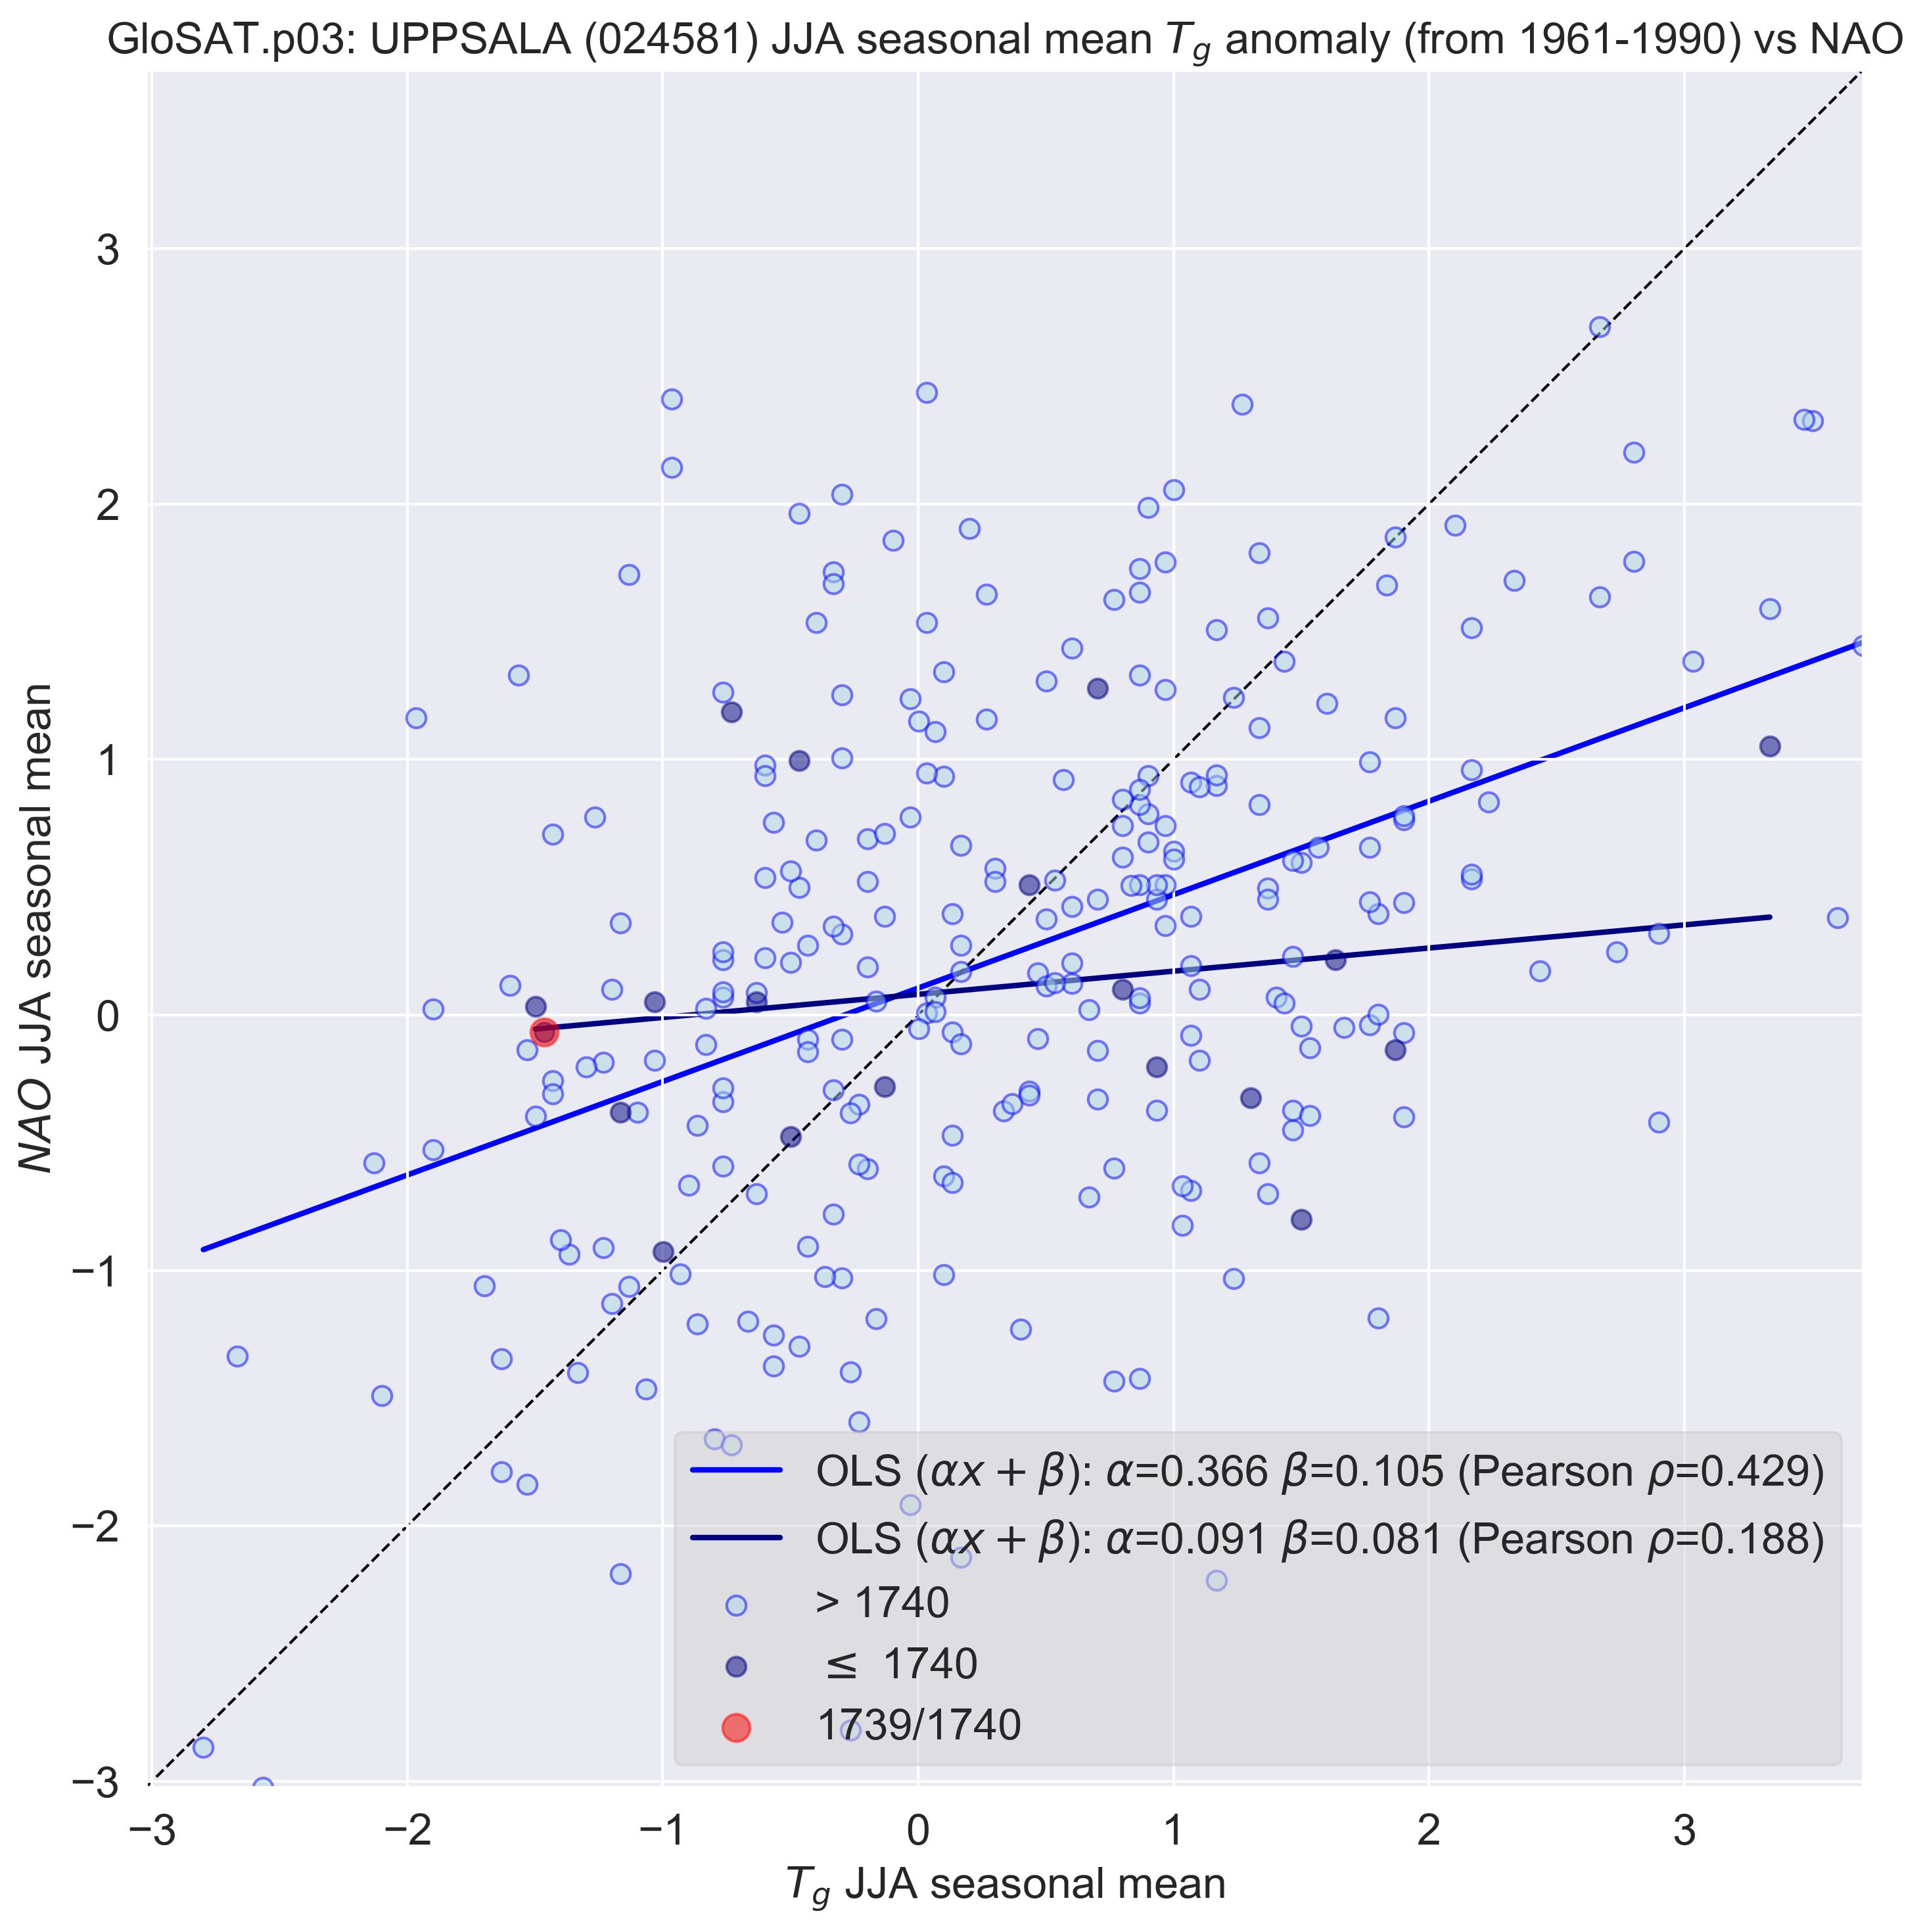 GloSAT.p03: UPPSALA (024581) JJA seasonal mean Tg anomaly (from 1961-1990) vs NAO
3
2
1
0
−1
−2
−3
NAO JJA seasonal mean
OLS (αx + β): α=0.366 β=0.105 (Pearson ρ=0.429)
OLS (αx + β): α=0.091 β=0.081 (Pearson ρ=0.188)
> 1740
≤ 1740
1739/1740
−3 −2 −1 0 1 2 3
Tg JJA seasonal mean